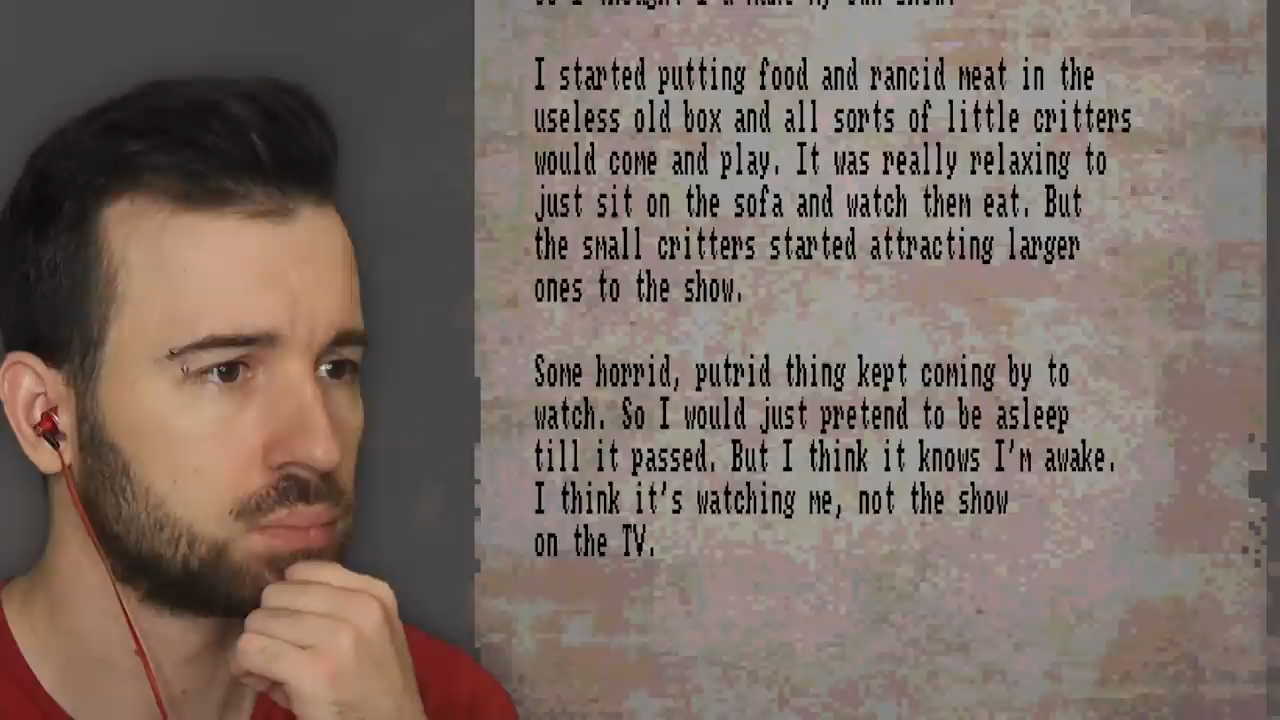 I started putting food and rancid meat in the
useless old box and all sorts of little critters
would come and play. It was really relaxing to
just sit on the sofa and watch them eat. But
the small critters started attracting larger
ones to the show.
Some horrid, putrid thing kept coming by to
watch. So I would just pretend to be asleep
till it passed. But I think it knows I'm awake.
I think it's watching me, not the show
on the TV.